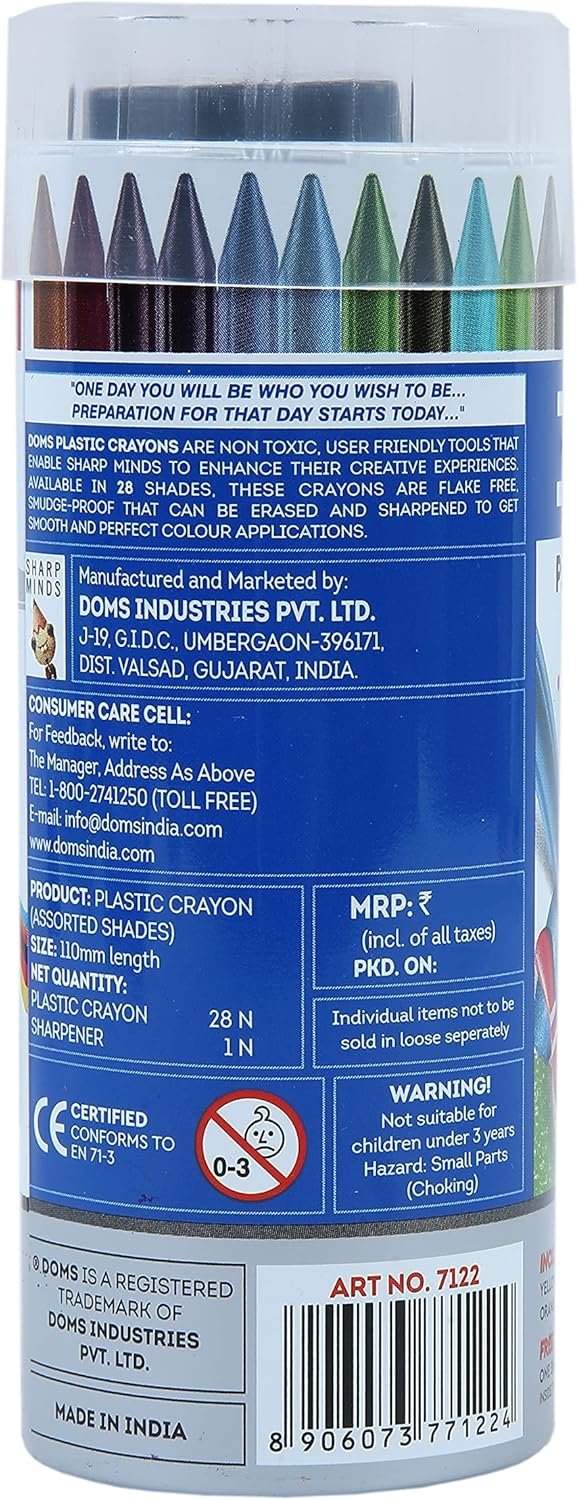 "ONE DAY YOU WILL BE WHO YOU WISH TO BE...
PREPARATION FOR THAT DAY STARTS TODAY..."
DOMS PLASTIC CRAYONS ARE NON TOXIC, USER FRIENDLY TOOLS THAT
ENABLE SHARP MINDS TO ENHANCE THEIR CREATIVE EXPERIENCES.
AVAILABLE IN 28 SHADES, THESE CRAYONS ARE FLAKE FREE,
SMUDGE-PROOF THAT CAN BE ERASED AND SHARPENED TO GET
SMOOTH AND PERFECT COLOUR APPLICATIONS.
SHARP
MINDS
Manufactured and Marketed by:
DOMS INDUSTRIES PVT. LTD.
J-19, G.I.D.C., UMBERGAON-396171,
DIST. VALSAD, GUJARAT, INDIA.
CONSUMER CARE CELL:
For Feedback, write to:
The Manager, Address As Above
TEL: 1-800-2741250 (TOLL FREE)
E-mail: info@domsindia.com
www.domsindia.com
PRODUCT: PLASTIC CRAYON
(ASSORTED SHADES)
SIZE: 110mm length
NET QUANTITY:
PLASTIC CRAYON 28 N
SHARPENER 1 N
MRP: ₹
(incl. of all taxes)
PKD. ON:
Individual items not to be
sold in loose seperately
CE CERTIFIED
CONFORMS TO
EN 71-3
0-3
WARNING!
Not suitable for
children under 3 years
Hazard: Small Parts
(Choking)
® DOMS IS A REGISTERED
TRADEMARK OF
DOMS INDUSTRIES
PVT. LTD.
MADE IN INDIA
ART NO. 7122
8 906073 771224